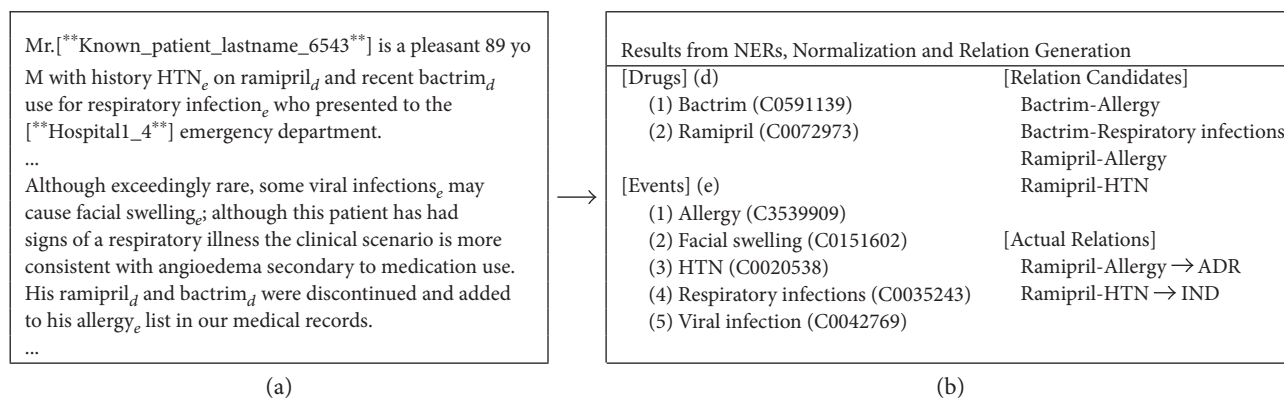 Mr.[**Known_patient_lastname_6543**] is a pleasant 89 yo
M with history HTNe on ramiprild and recent bactrimd
use for respiratory infectione who presented to the
[**Hospital1_4**] emergency department.
...
Although exceedingly rare, some viral infectionse may
cause facial swellinge; although this patient has had
signs of a respiratory illness the clinical scenario is more
consistent with angioedema secondary to medication use.
His ramiprild and bactrimd were discontinued and added
to his allergye list in our medical records.
...
(a)
Results from NERs, Normalization and Relation Generation
[Drugs] (d)
(1) Bactrim (C0591139)
(2) Ramipril (C0072973)
[Events] (e)
(1) Allergy (C3539909)
(2) Facial swelling (C0151602)
(3) HTN (C0020538)
(4) Respiratory infections (C0035243)
(5) Viral infection (C0042769)
[Relation Candidates]
Bactrim-Allergy
Bactrim-Respiratory infections
Ramipril-Allergy
Ramipril-HTN
[Actual Relations]
Ramipril-Allergy → ADR
Ramipril-HTN → IND
(b)